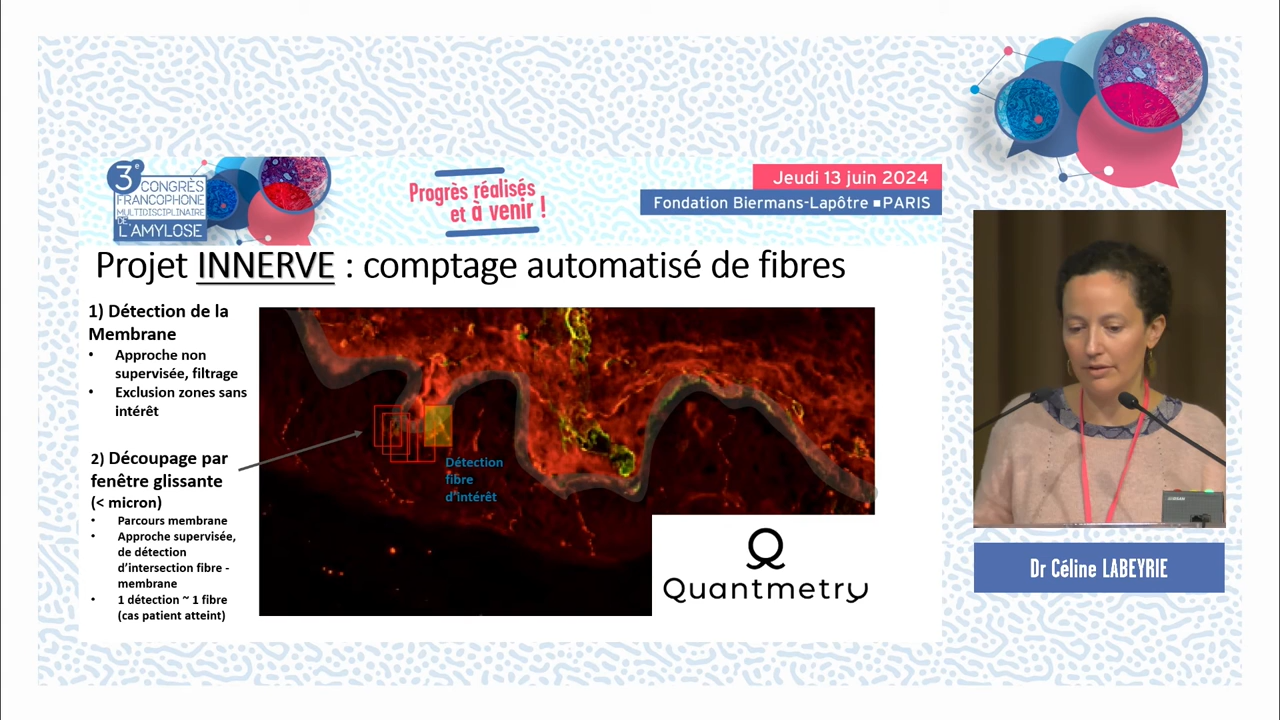 3e
CONGRÈS
FRANCOPHONE
MULTIDISCIPLINAIRE
DE
L'AMYLOSE
Progrès réalisés
et à venir !
Jeudi 13 juin 2024
Fondation Biermans-Lapôtre ▪PARIS
Projet INNERVE : comptage automatisé de fibres
1) Détection de la
Membrane
• Approche non
supervisée, filtrage
• Exclusion zones sans
intérêt
2) Découpage par
fenêtre glissante
(< micron)
• Parcours membrane
• Approche supervisée,
de détection
d'intersection fibre -
membrane
• 1 détection ~ 1 fibre
(cas patient atteint)
Détection
fibre
d'intérêt
Quantmetry
Dr Céline LABEYRIE